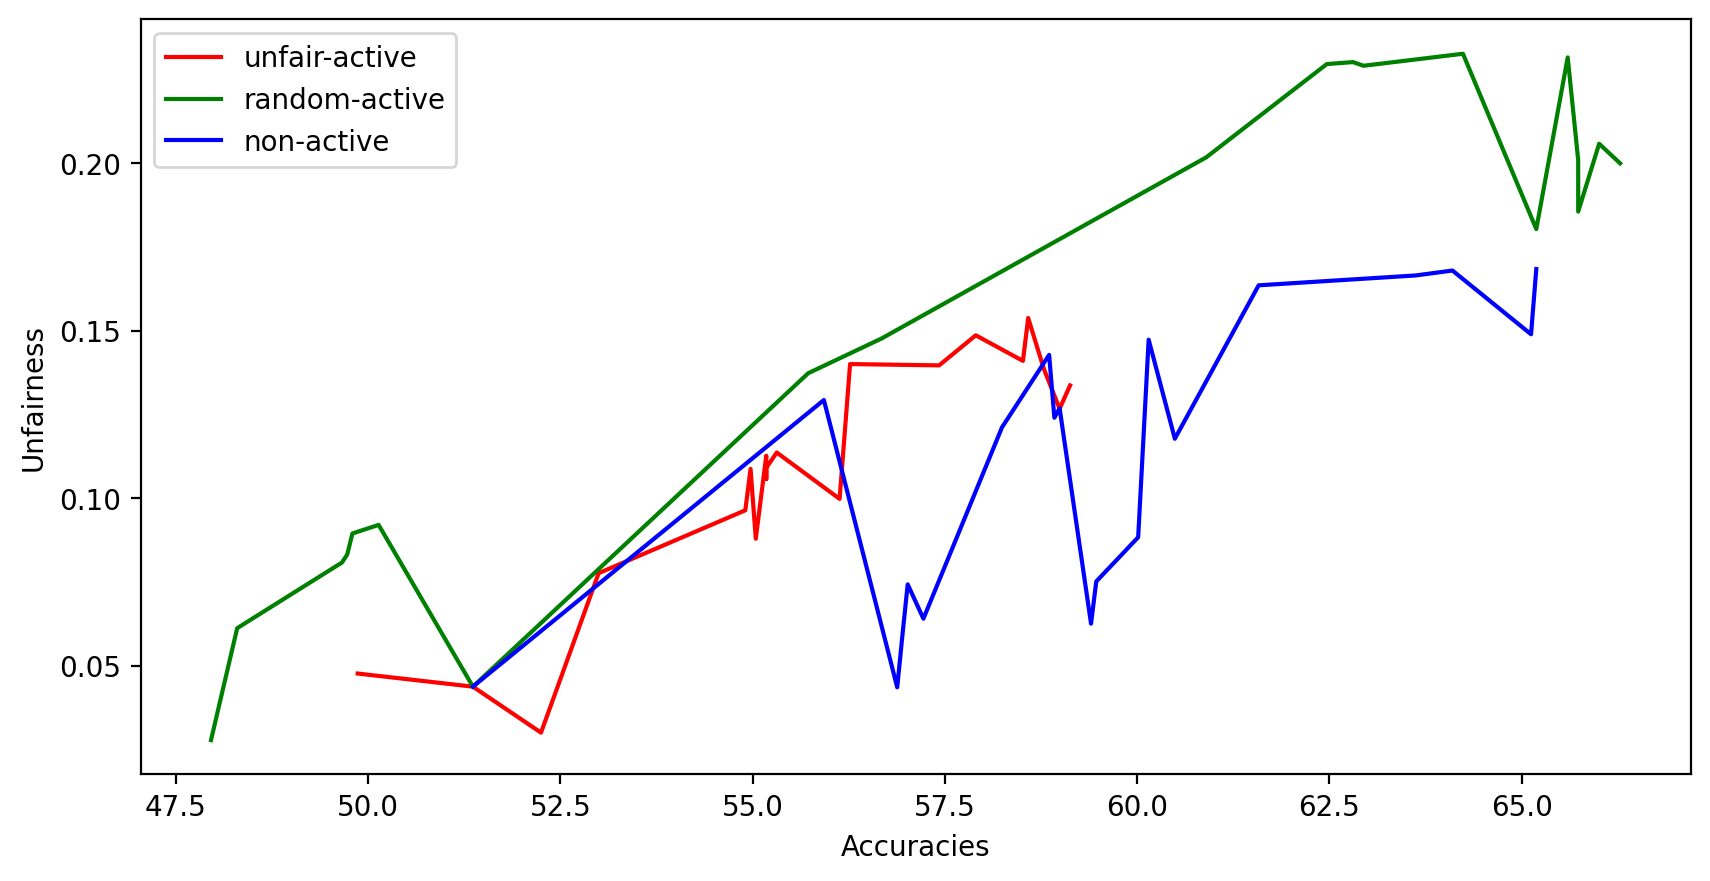 unfair-active
random-active
non-active
Unfairness
0.20
0.15
0.10
0.05
47.5 50.0 52.5 55.0 57.5 60.0 62.5 65.0
Accuracies